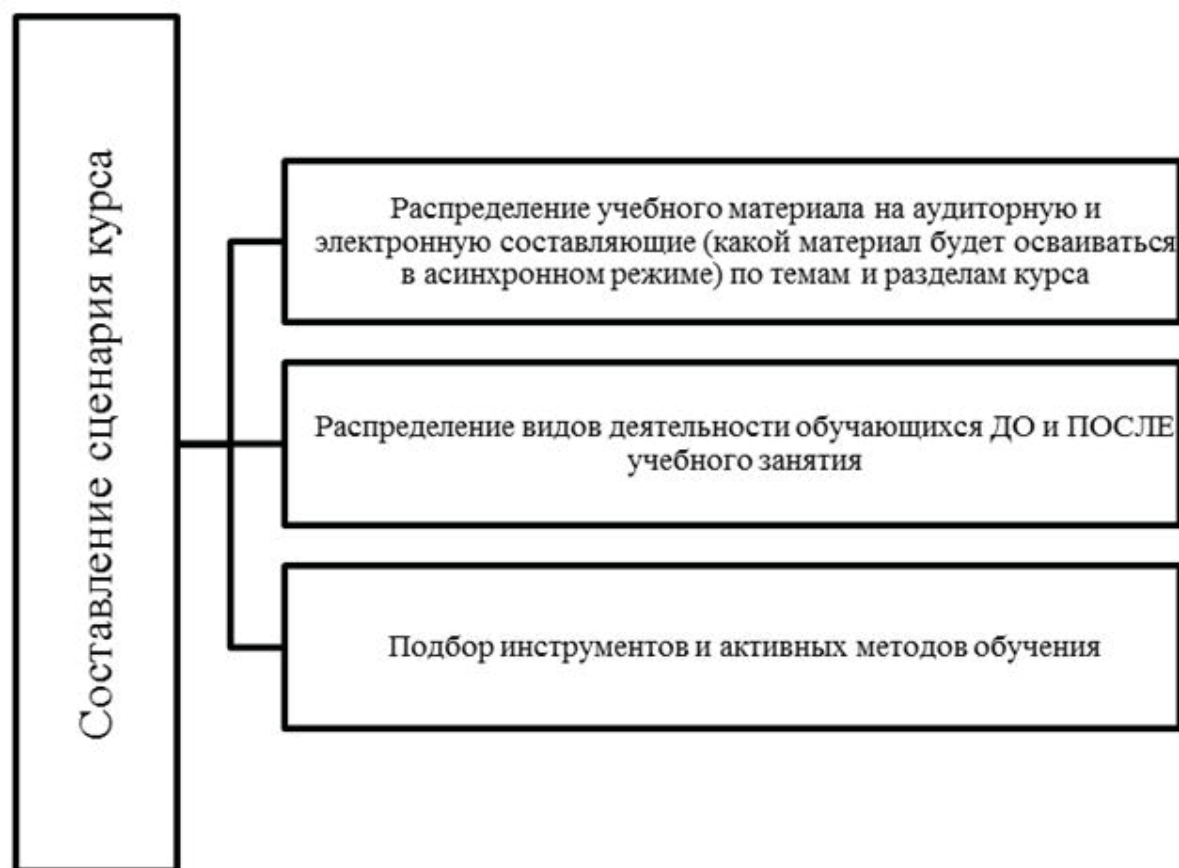 Составление сценария курса
Распределение учебного материала на аудиторную и
электронную составляющие (какой материал будет осваиваться
в асинхронном режиме) по темам и разделам курса
Распределение видов деятельности обучающихся ДО и ПОСЛЕ
учебного занятия
Подбор инструментов и активных методов обучения